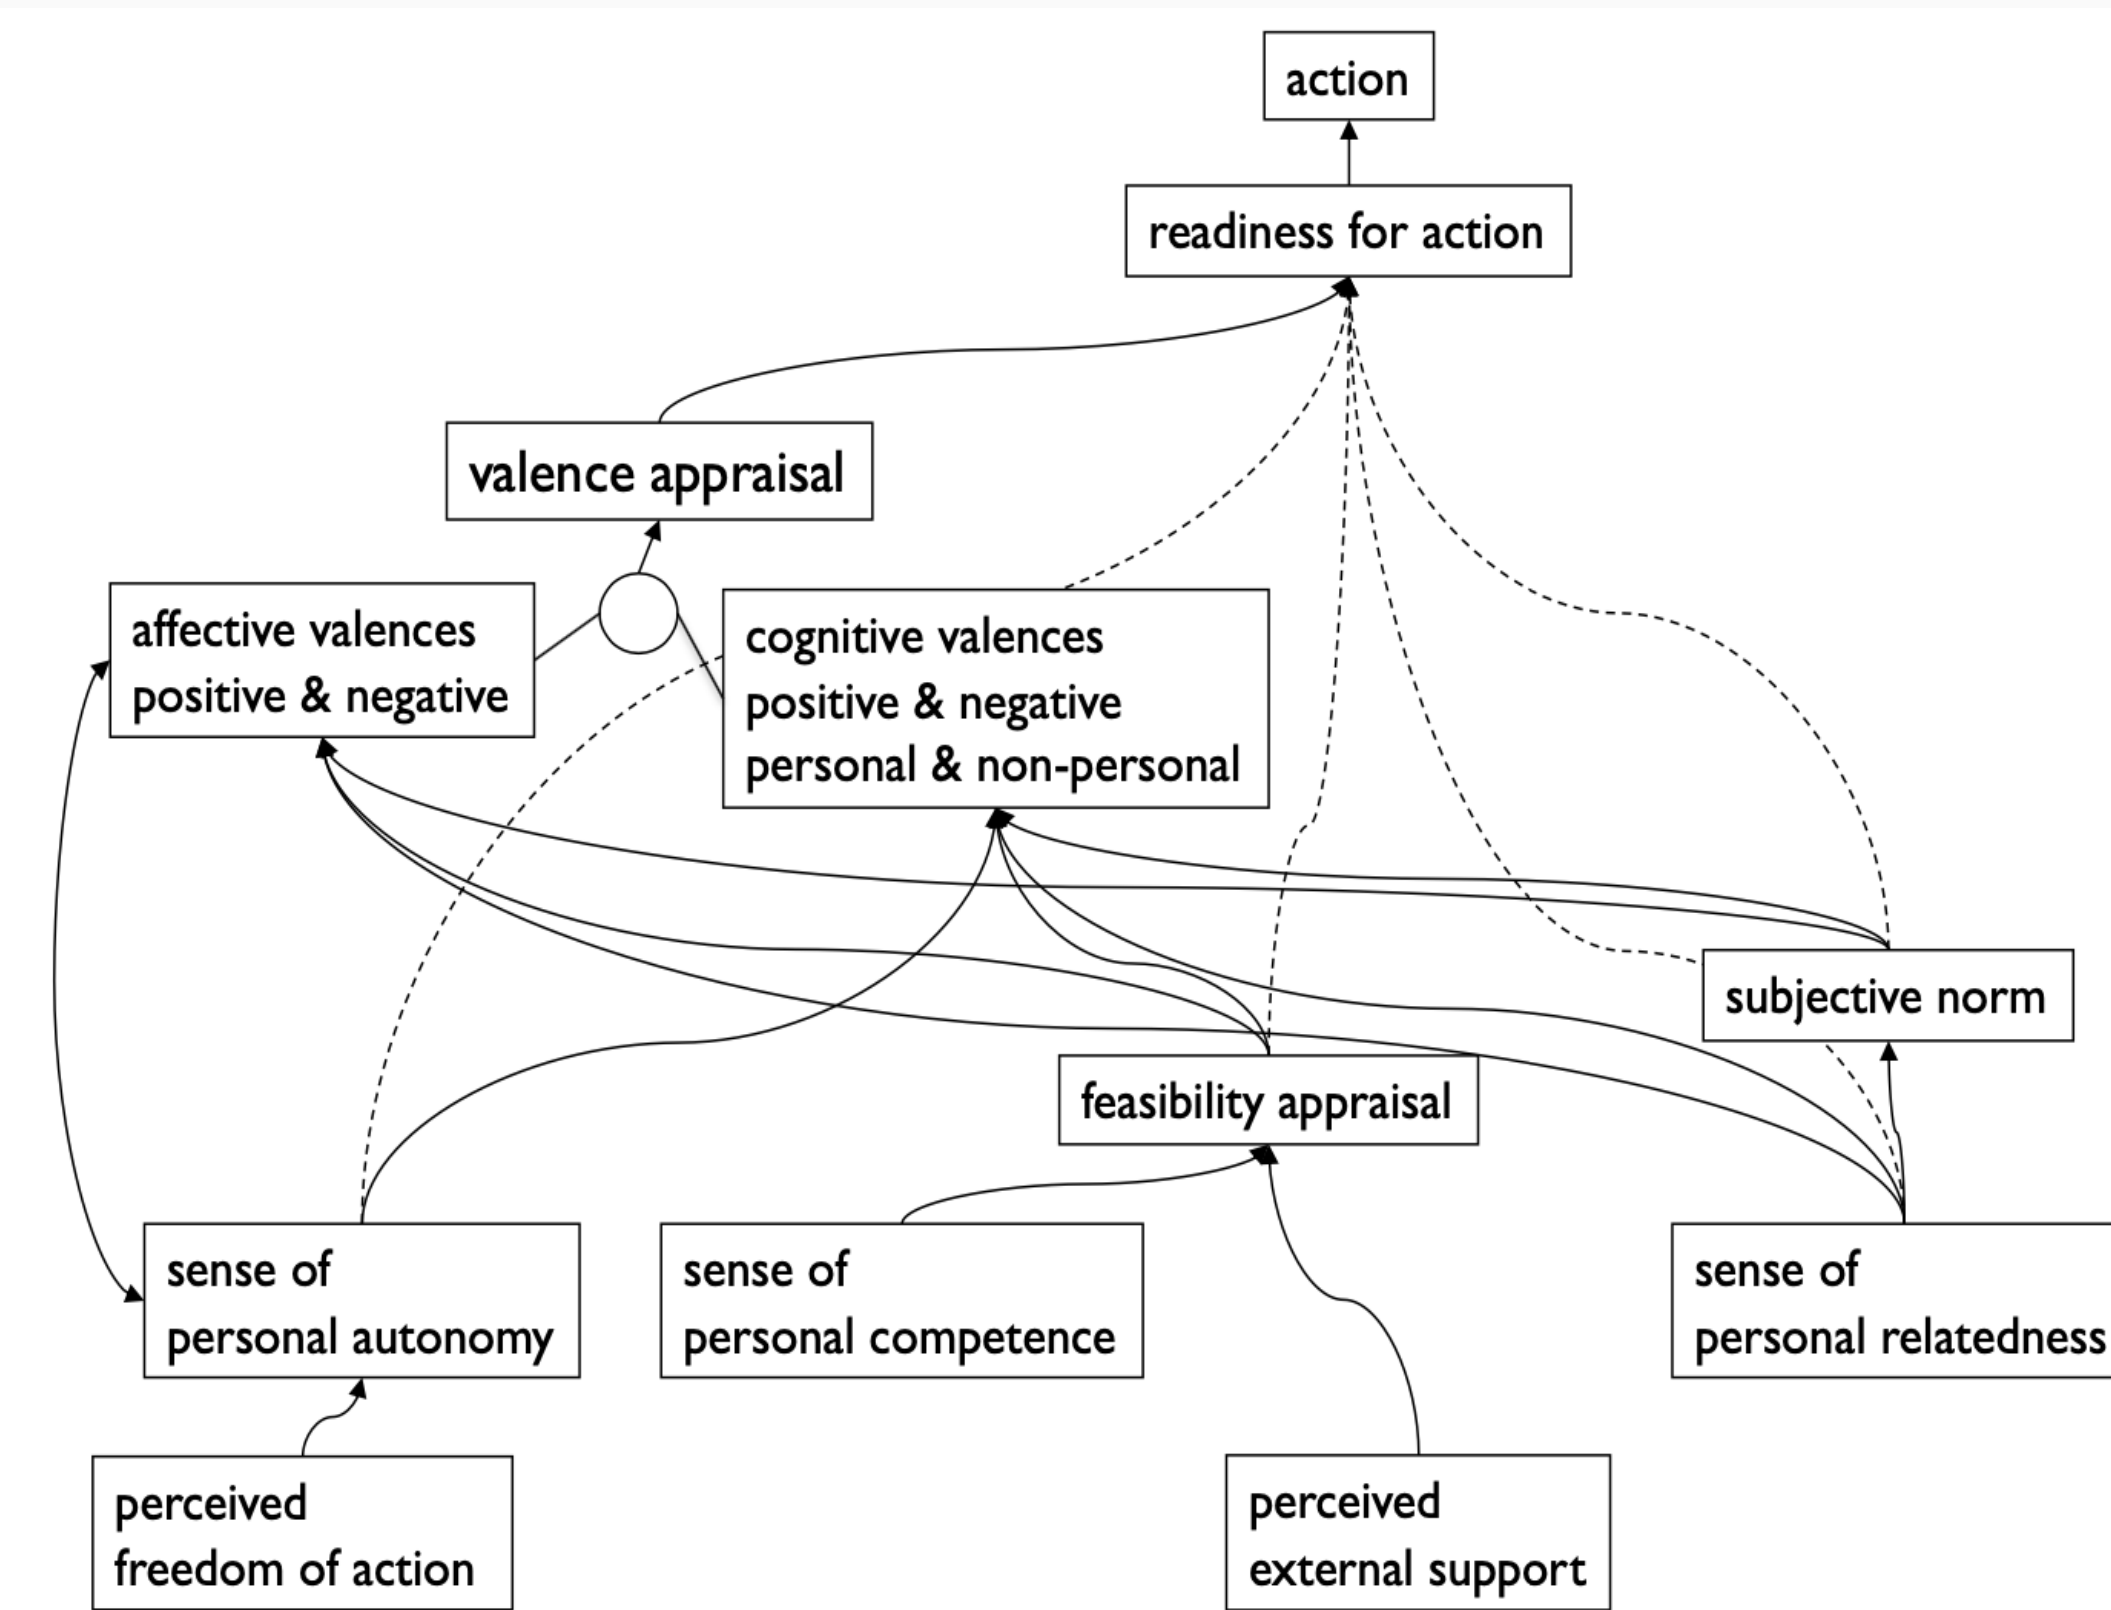 action
readiness for action
valence appraisal
affective valences
positive & negative
cognitive valences
positive & negative
personal & non-personal
subjective norm
feasibility appraisal
sense of
personal autonomy
sense of
personal competence
sense of
personal relatedness
perceived
freedom of action
perceived
external support